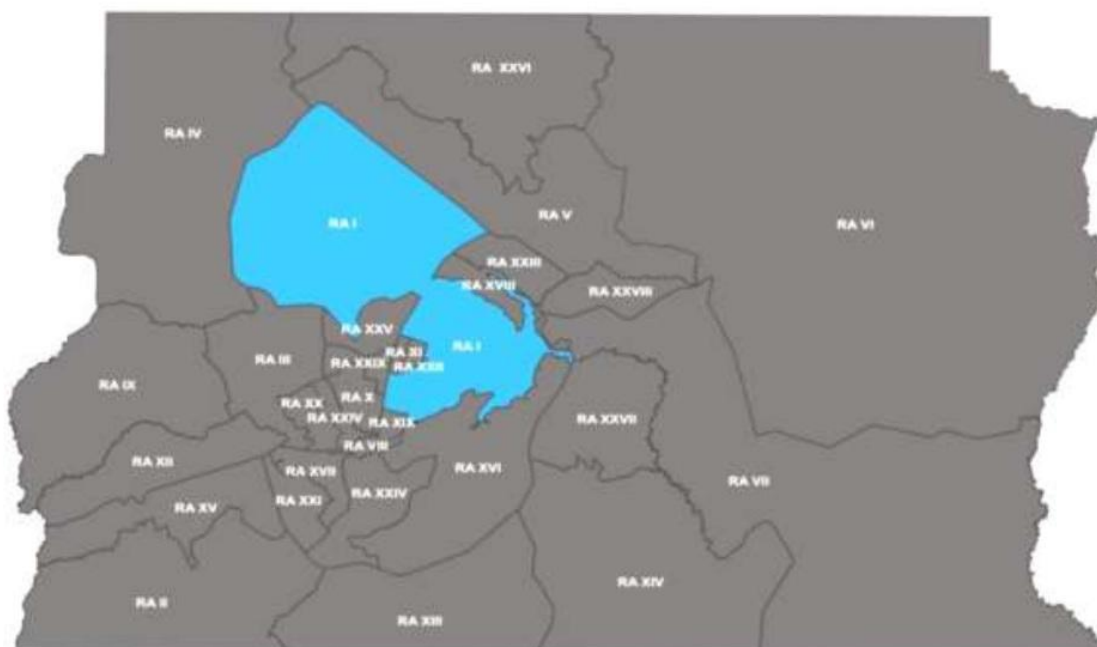 RA XXVI
RA IV
RA I
RA V
RA VI
RA XXIII
RA XVIII
RA XXVIII
RA XXV
RA XI
RA I
RA III
RA XXIX
RA XXII
RA IX
RA X
RA XX
RA XXIV
RA XIX
RA XXVII
RA VIII
RA XII
RA XVII
RA XVI
RA VII
RA XXIV
RA XXI
RA XV
RA XIV
RA II
RA XIII